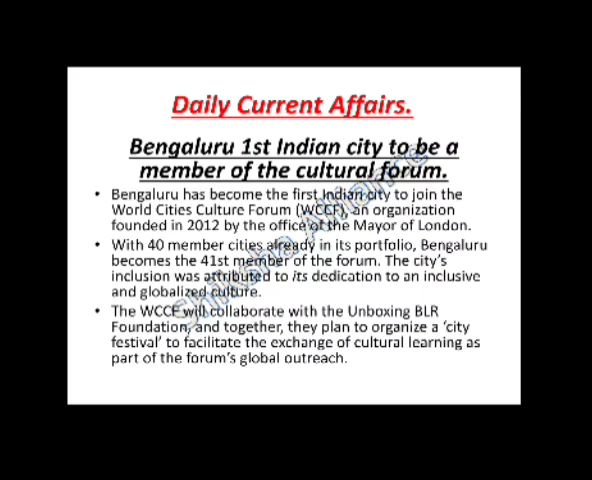 Daily Current Affairs.
Bengaluru 1st Indian city to be a
member of the cultural forum.
• Bengaluru has become the first Indian city to join the
World Cities Culture Forum (WCCF), an organization
founded in 2012 by the office of the Mayor of London.
• With 40 member cities already in its portfolio, Bengaluru
becomes the 41st member of the forum. The city's
inclusion was attributed to its dedication to an inclusive
and globalized culture.
• The WCCF will collaborate with the Unboxing BLR
Foundation, and together, they plan to organize a 'city
festival' to facilitate the exchange of cultural learning as
part of the forum's global outreach.
Shiksha Alliance